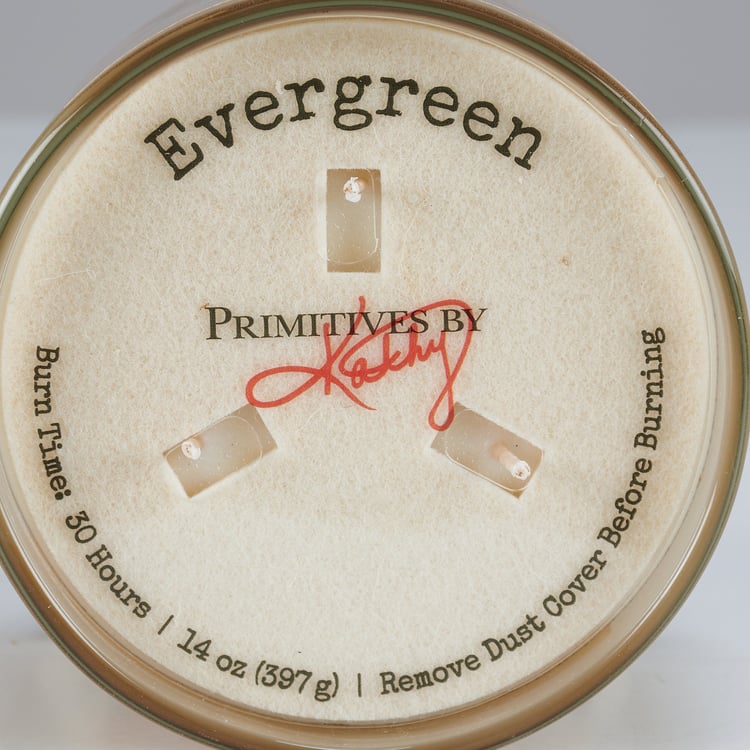 Evergreen
PRIMITIVES BY
Kathy
Burn Time: 30 Hours | 14 oz (397 g) | Remove Dust Cover Before Burning